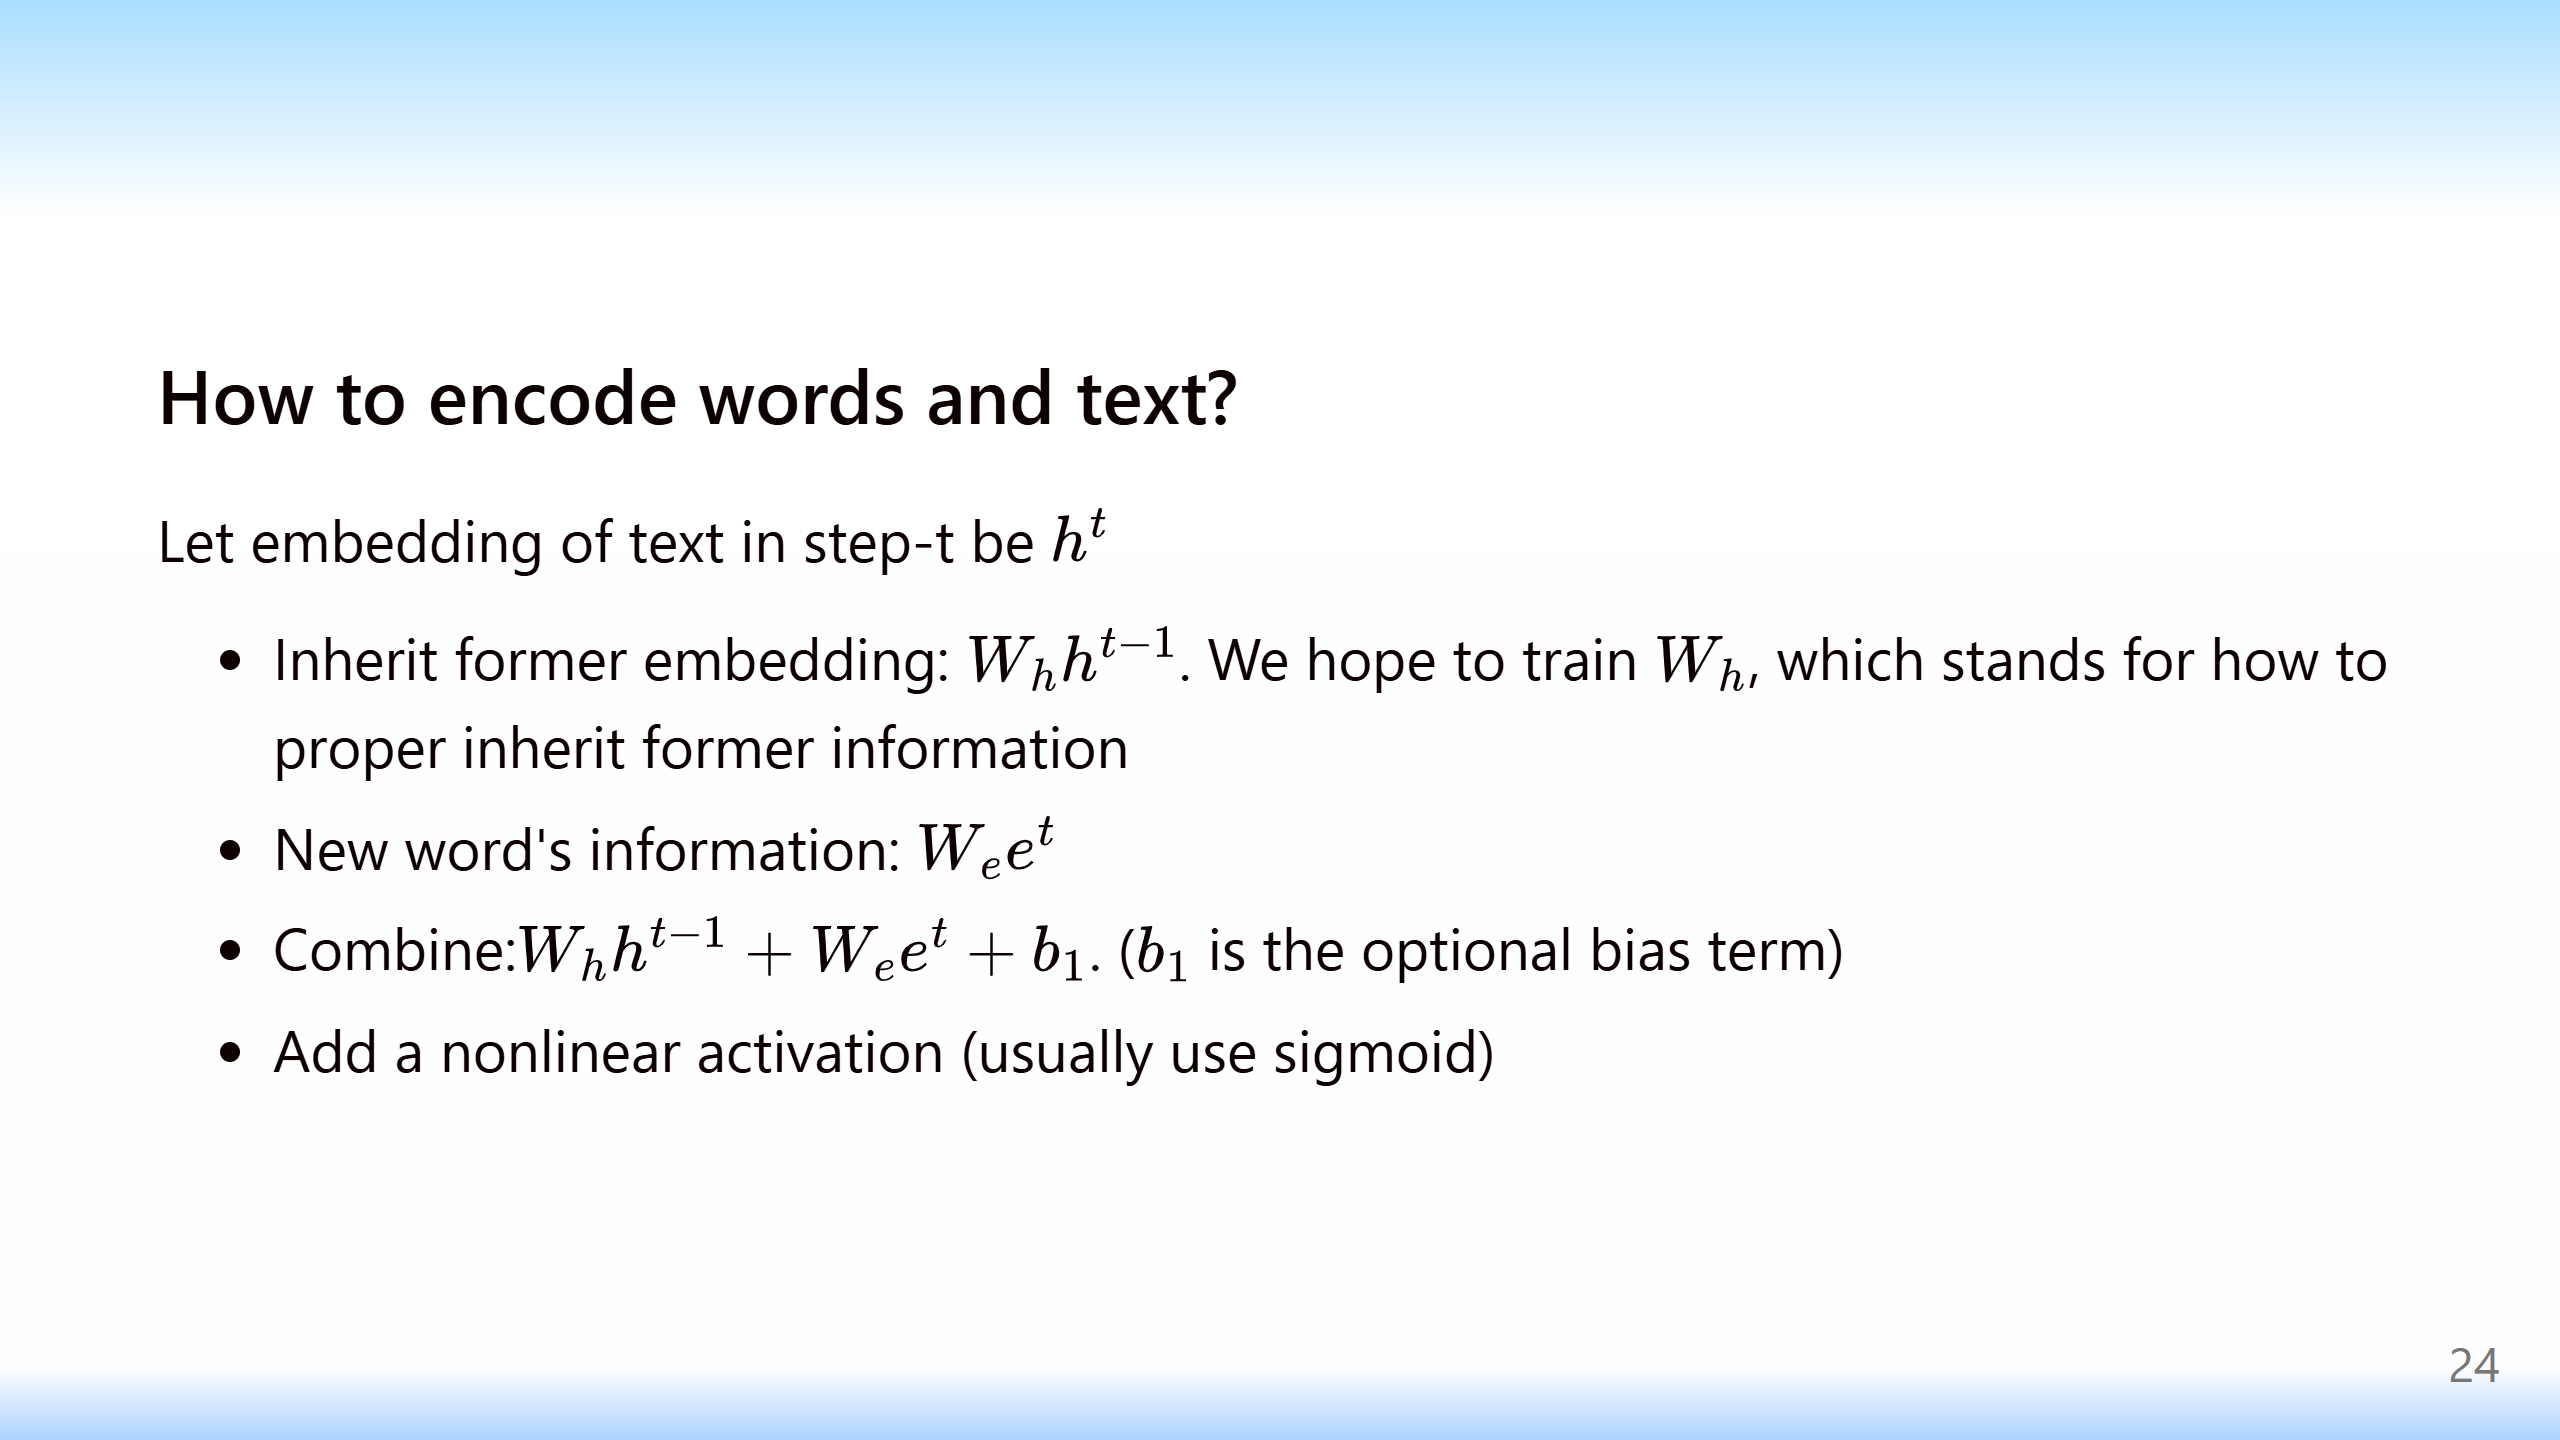 How to encode words and text?
Let embedding of text in step-t be $h^t$
• Inherit former embedding: $W_h h^{t-1}$. We hope to train $W_h$, which stands for how to
proper inherit former information
• New word's information: $W_e e^t$
• Combine:$W_h h^{t-1} + W_e e^t + b_1$. ($b_1$ is the optional bias term)
• Add a nonlinear activation (usually use sigmoid)
24